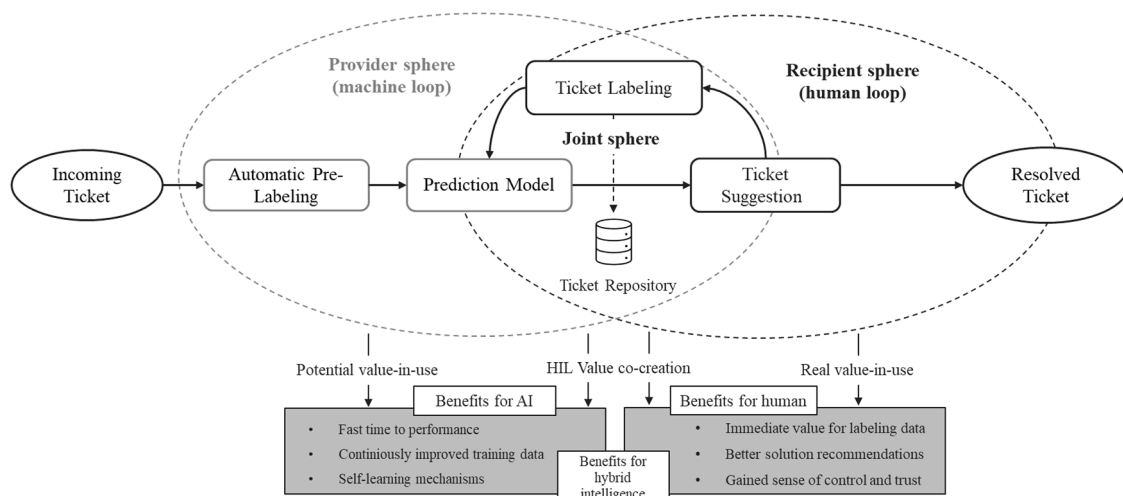 Provider sphere
(machine loop)
Recipient sphere
(human loop)
Ticket Labeling
Joint sphere
Incoming
Ticket
Automatic Pre-
Labeling
Prediction Model
Ticket
Suggestion
Resolved
Ticket
Ticket Repository
Potential value-in-use
HIL Value co-creation
Real value-in-use
Benefits for AI
• Fast time to performance
• Continiously improved training data
• Self-learning mechanisms
Benefits for human
• Immediate value for labeling data
• Better solution recommendations
• Gained sense of control and trust
Benefits for
hybrid
intelligence